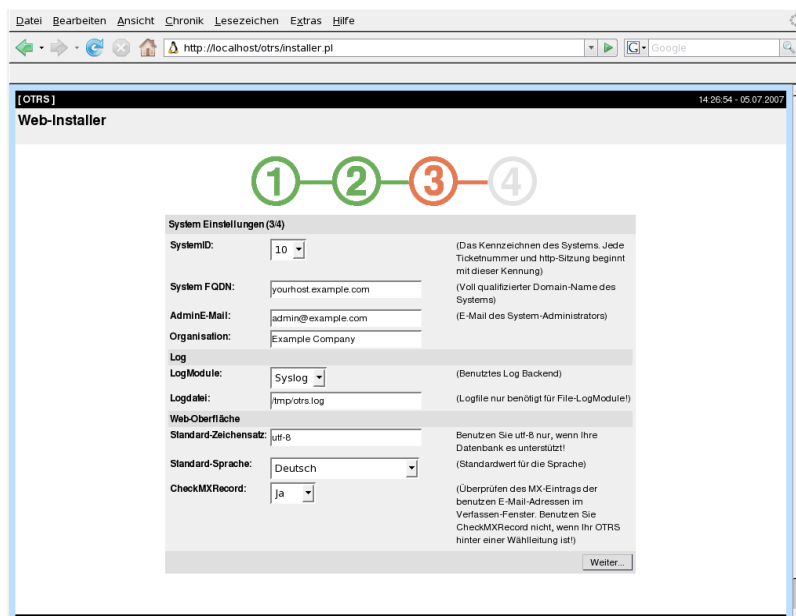 Datei Bearbeiten Ansicht Chronik Lesezeichen Extras Hilfe
http://localhost/otrs/installer.pl
G Google
[ OTRS ]
14:26:54 - 05.07.2007
Web-Installer
1 2 3 4
System Einstellungen (3/4)
SystemID:
10
(Das Kennzeichen des Systems. Jede
Ticketnummer und http-Sitzung beginnt
mit dieser Kennung)
System FQDN:
yourhost.example.com
(Voll qualifizierter Domain-Name des
Systems)
AdminE-Mail:
admin@example.com
(E-Mail des System-Administrators)
Organisation:
Example Company
Log
LogModule:
Syslog
(Benutztes Log Backend)
Logdatei:
/tmp/otrs.log
(Logfile nur benötigt für File-LogModule!)
Web-Oberfläche
Standard-Zeichensatz:
utf-8
Benutzen Sie utf-8 nur, wenn Ihre
Datenbank es unterstützt!
Standard-Sprache:
Deutsch
(Standardwert für die Sprache)
CheckMXRecord:
Ja
(Überprüfen des MX-Eintrags der
benutzen E-Mail-Adressen im
Verfassen-Fenster. Benutzen Sie
CheckMXRecord nicht, wenn Ihr OTRS
hinter einer Wählleitung ist!)
Weiter...